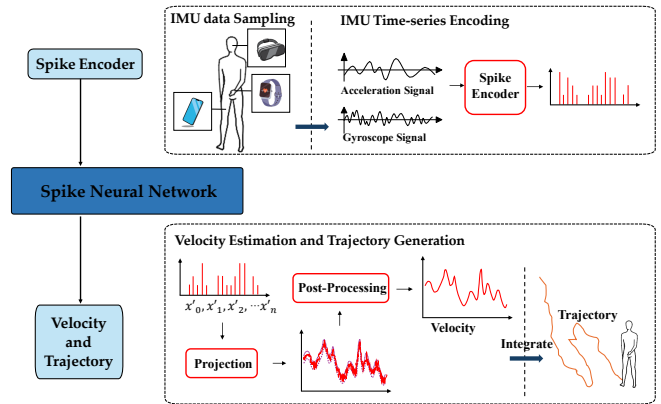 IMU data Sampling
IMU Time-series Encoding
Spike Encoder
Acceleration Signal
Spike
Encoder
Gyroscope Signal
Spike Neural Network
Velocity Estimation and Trajectory Generation
x'₀, x'₁, x'₂, ⋯x'ₙ
Post-Processing
Velocity
Trajectory
Integrate
Projection
Velocity
and
Trajectory